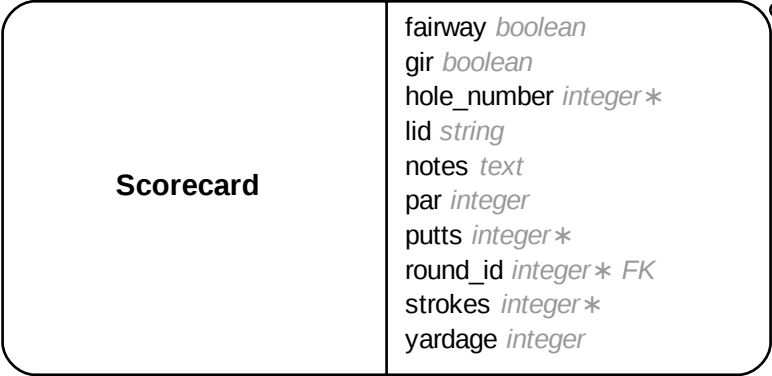 Scorecard
fairway boolean
gir boolean
hole_number integer∗
lid string
notes text
par integer
putts integer∗
round_id integer∗ FK
strokes integer∗
yardage integer